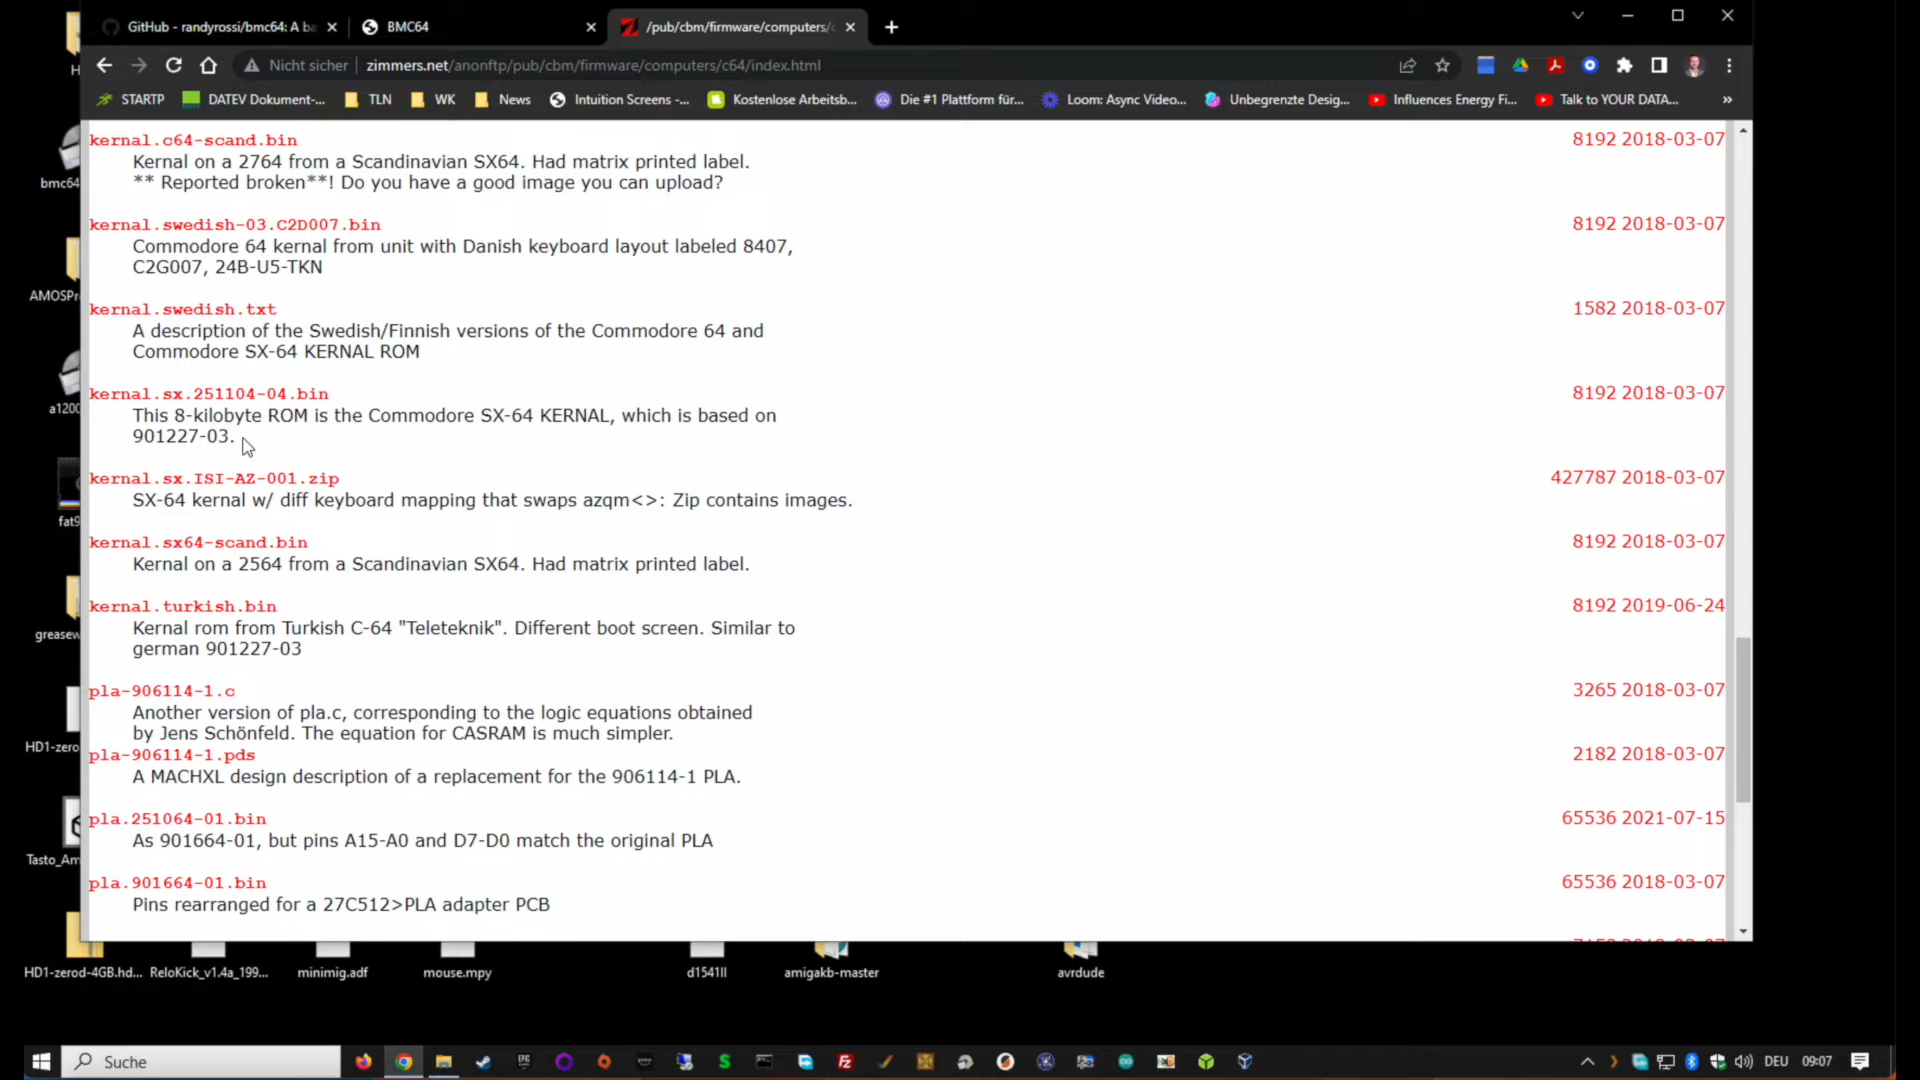 GitHub - randyrossi/bmc64: A ba
BMC64
/pub/cbm/firmware/computers/c
Nicht sicher
zimmers.net/anonftp/pub/cbm/firmware/computers/c64/index.html
STARTP
DATEV Dokument-...
TLN
WK
News
Intuition Screens -...
Kostenlose Arbeitsb...
Die #1 Plattform für...
Loom: Async Video...
Unbegrenzte Desig...
Influences Energy Fi...
Talk to YOUR DATA...
»
kernal.c64-scand.bin 8192 2018-03-07
Kernal on a 2764 from a Scandinavian SX64. Had matrix printed label.
** Reported broken**! Do you have a good image you can upload?
kernal.swedish-03.C2D007.bin 8192 2018-03-07
Commodore 64 kernal from unit with Danish keyboard layout labeled 8407,
C2G007, 24B-U5-TKN
kernal.swedish.txt 1582 2018-03-07
A description of the Swedish/Finnish versions of the Commodore 64 and
Commodore SX-64 KERNAL ROM
kernal.sx.251104-04.bin 8192 2018-03-07
This 8-kilobyte ROM is the Commodore SX-64 KERNAL, which is based on
901227-03.
kernal.sx.ISI-AZ-001.zip 427787 2018-03-07
SX-64 kernal w/ diff keyboard mapping that swaps azqm<>: Zip contains images.
kernal.sx64-scand.bin 8192 2018-03-07
Kernal on a 2564 from a Scandinavian SX64. Had matrix printed label.
kernal.turkish.bin 8192 2019-06-24
Kernal rom from Turkish C-64 "Teleteknik". Different boot screen. Similar to
german 901227-03
pla-906114-1.c 3265 2018-03-07
Another version of pla.c, corresponding to the logic equations obtained
by Jens Schönfeld. The equation for CASRAM is much simpler.
pla-906114-1.pds 2182 2018-03-07
A MACHXL design description of a replacement for the 906114-1 PLA.
pla.251064-01.bin 65536 2021-07-15
As 901664-01, but pins A15-A0 and D7-D0 match the original PLA
pla.901664-01.bin 65536 2018-03-07
Pins rearranged for a 27C512>PLA adapter PCB
H
bmc64
AMOSPr
a1200
fat9
greasew
HD1-zero
Tasto_Am
HD1-zerod-4GB.hd...
ReloKick_v1.4a_199...
minimig.adf
mouse.mpy
d1541II
amigakb-master
avrdude
Suche
DEU
09:07